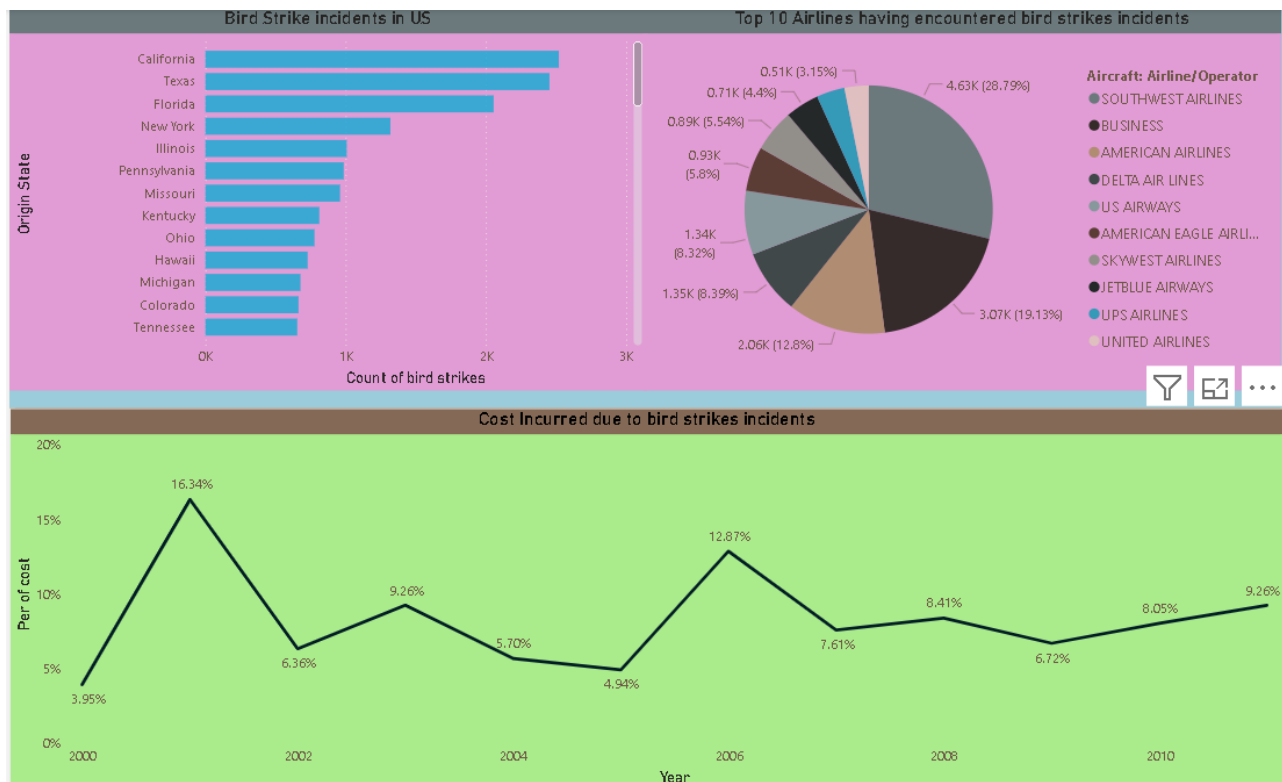 Bird Strike incidents in US
Origin State
California
Texas
Florida
New York
Illinois
Pennsylvania
Missouri
Kentucky
Ohio
Hawaii
Michigan
Colorado
Tennessee
0K 1K 2K 3K
Count of bird strikes
Top 10 Airlines having encountered bird strikes incidents
0.51K (3.15%)
0.71K (4.4%)
0.89K (5.54%)
0.93K
(5.8%)
1.34K
(8.32%)
1.35K (8.39%)
2.06K (12.8%)
3.07K (19.13%)
4.63K (28.79%)
Aircraft: Airline/Operator
SOUTHWEST AIRLINES
BUSINESS
AMERICAN AIRLINES
DELTA AIR LINES
US AIRWAYS
AMERICAN EAGLE AIRLI...
SKYWEST AIRLINES
JETBLUE AIRWAYS
UPS AIRLINES
UNITED AIRLINES
Cost Incurred due to bird strikes incidents
Per of cost
20%
15%
10%
5%
0%
3.95%
16.34%
6.36%
9.26%
5.70%
4.94%
12.87%
7.61%
8.41%
6.72%
8.05%
9.26%
2000 2002 2004 2006 2008 2010
Year